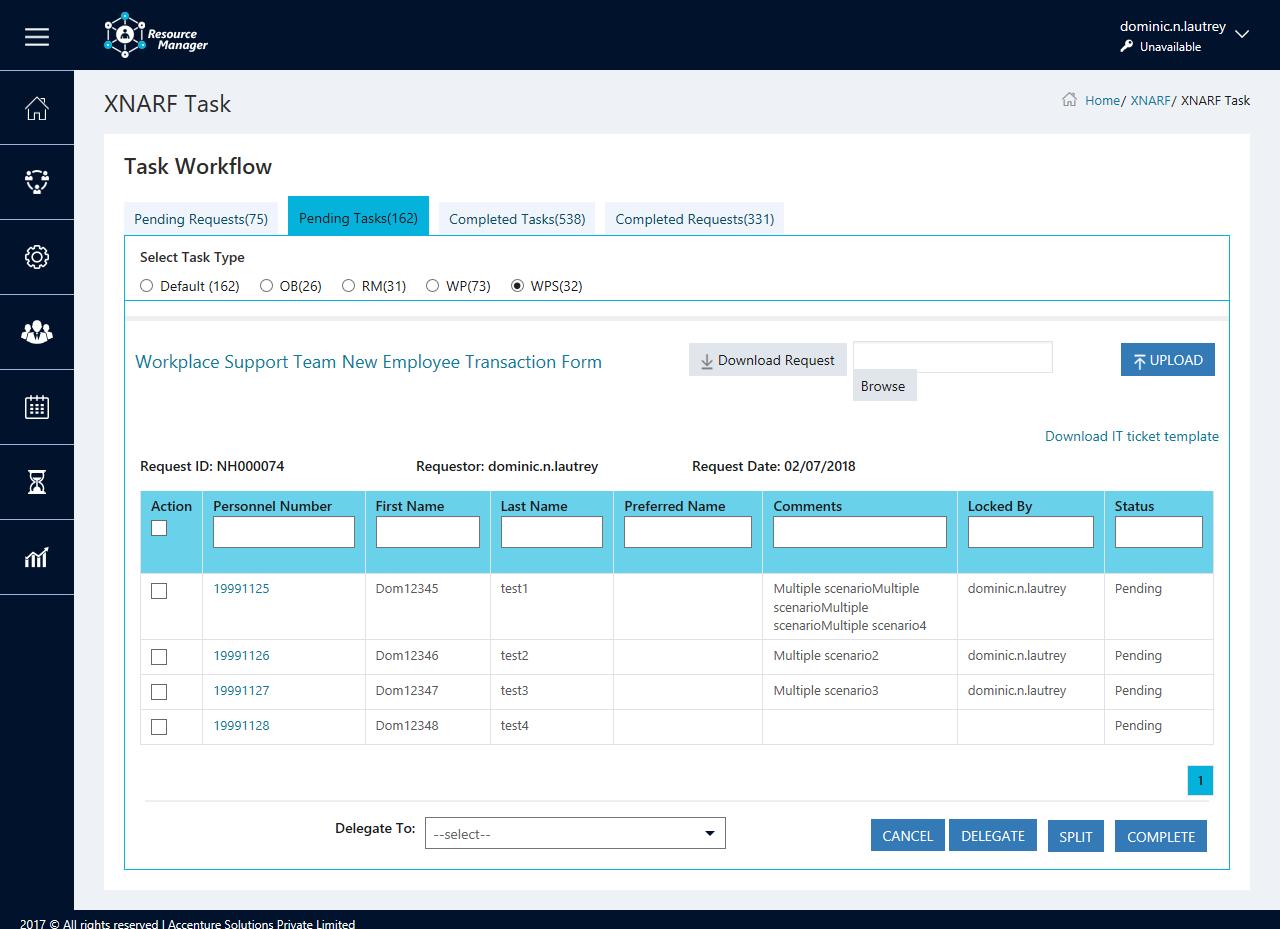 Resource
Manager
dominic.n.lautrey
Unavailable
XNARF Task
Home/ XNARF/ XNARF Task
Task Workflow
Pending Requests(75) Pending Tasks(162) Completed Tasks(538) Completed Requests(331)
Select Task Type
Default (162) OB(26) RM(31) WP(73) WPS(32)
Workplace Support Team New Employee Transaction Form Download Request UPLOAD
Browse
Download IT ticket template
Request ID: NH000074 Requestor: dominic.n.lautrey Request Date: 02/07/2018
Action Personnel Number First Name Last Name Preferred Name Comments Locked By Status
19991125 Dom12345 test1 Multiple scenarioMultiple dominic.n.lautrey Pending
scenarioMultiple
scenarioMultiple scenario4
19991126 Dom12346 test2 Multiple scenario2 dominic.n.lautrey Pending
19991127 Dom12347 test3 Multiple scenario3 dominic.n.lautrey Pending
19991128 Dom12348 test4 Pending
1
Delegate To: --select-- CANCEL DELEGATE SPLIT COMPLETE
2017 © All rights reserved | Accenture Solutions Private Limited